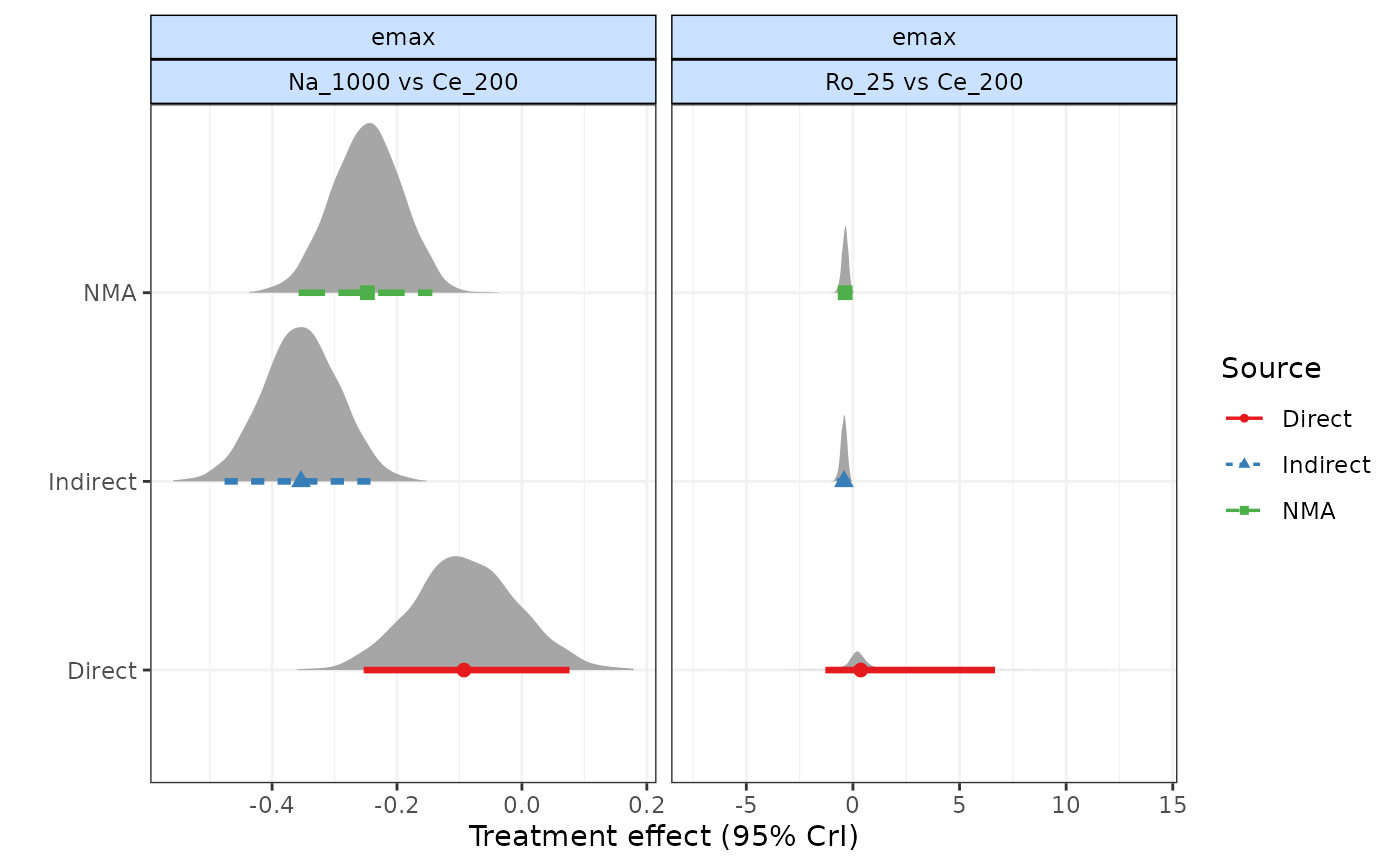 emax
emax
Na_1000 vs Ce_200
Ro_25 vs Ce_200
NMA
Indirect
Direct
-0.4
-0.2
0.0
0.2
-5
0
5
10
15
Treatment effect (95% CrI)
Source
Direct
Indirect
NMA